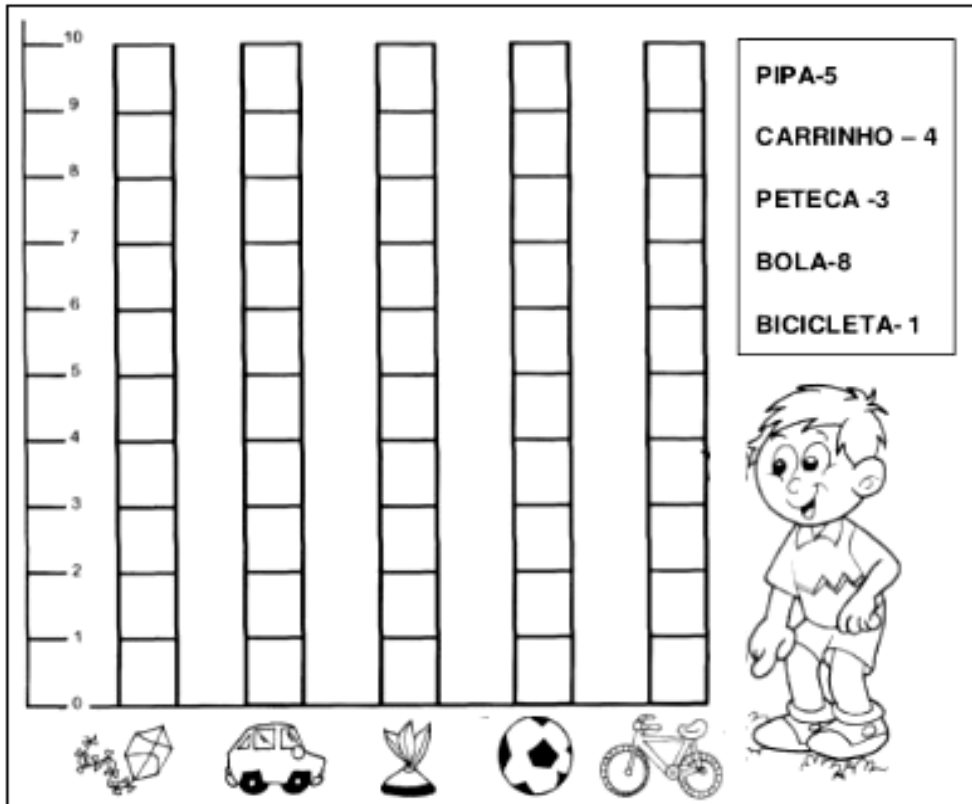 10
9
8
7
6
5
4
3
2
1
0
PIPA-5
CARRINHO – 4
PETECA -3
BOLA-8
BICICLETA- 1